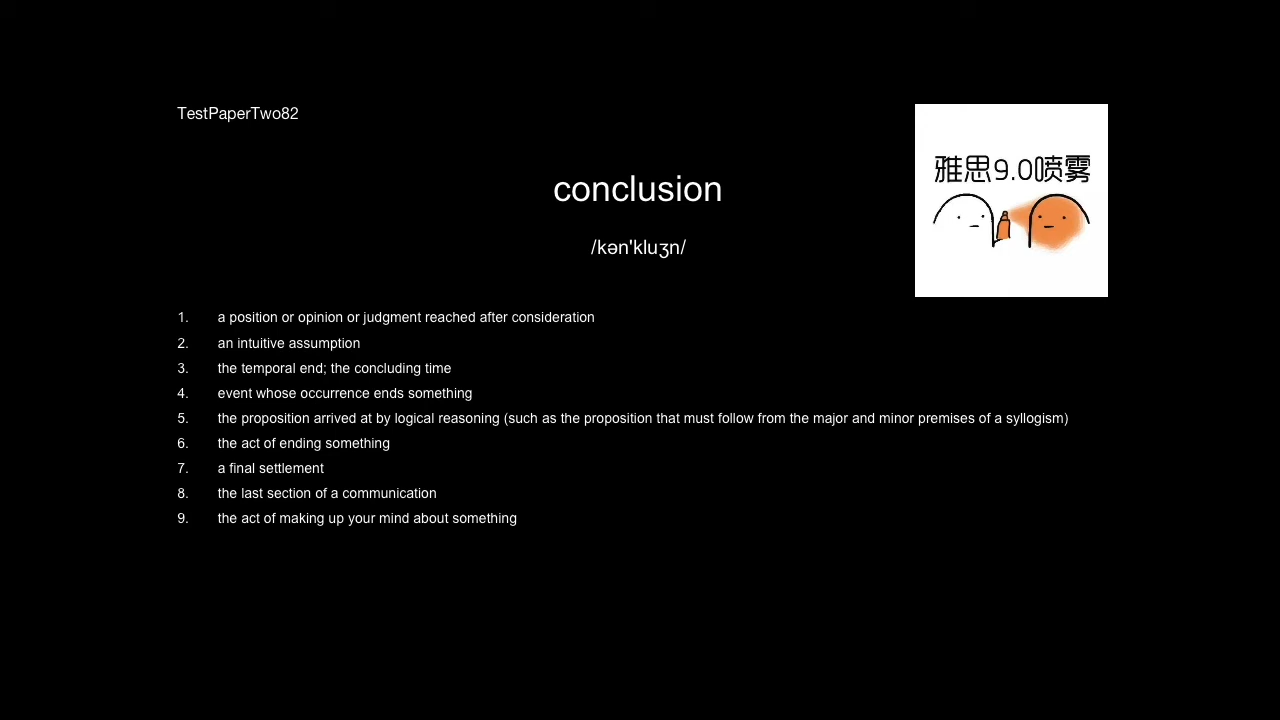 TestPaperTwo82
雅思9.0喷雾
conclusion
/kən'kluʒn/
1. a position or opinion or judgment reached after consideration
2. an intuitive assumption
3. the temporal end; the concluding time
4. event whose occurrence ends something
5. the proposition arrived at by logical reasoning (such as the proposition that must follow from the major and minor premises of a syllogism)
6. the act of ending something
7. a final settlement
8. the last section of a communication
9. the act of making up your mind about something